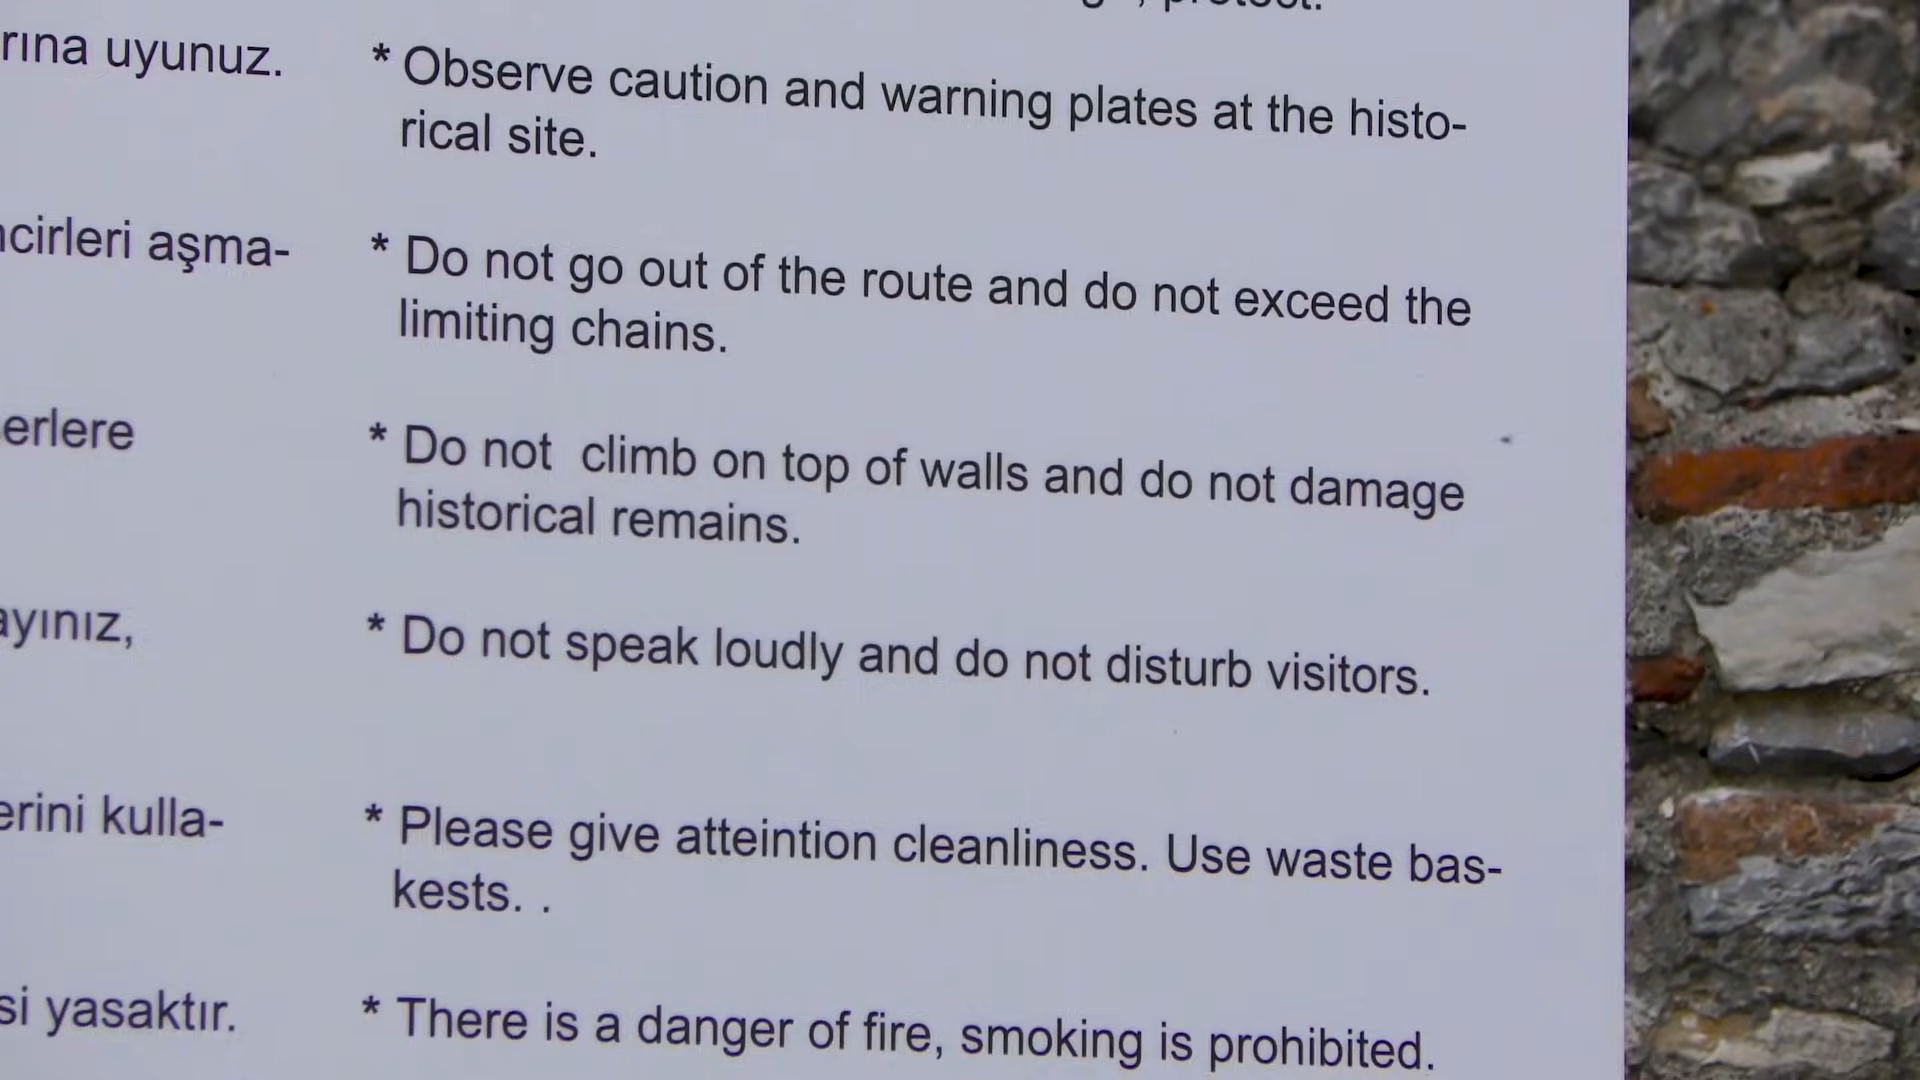 protect.
rına uyunuz.
* Observe caution and warning plates at the histo-
rical site.
cirleri aşma-
* Do not go out of the route and do not exceed the
limiting chains.
erlere
* Do not climb on top of walls and do not damage
historical remains.
ayınız,
* Do not speak loudly and do not disturb visitors.
erini kulla-
* Please give atteintion cleanliness. Use waste bas-
kests. .
si yasaktır.
* There is a danger of fire, smoking is prohibited.